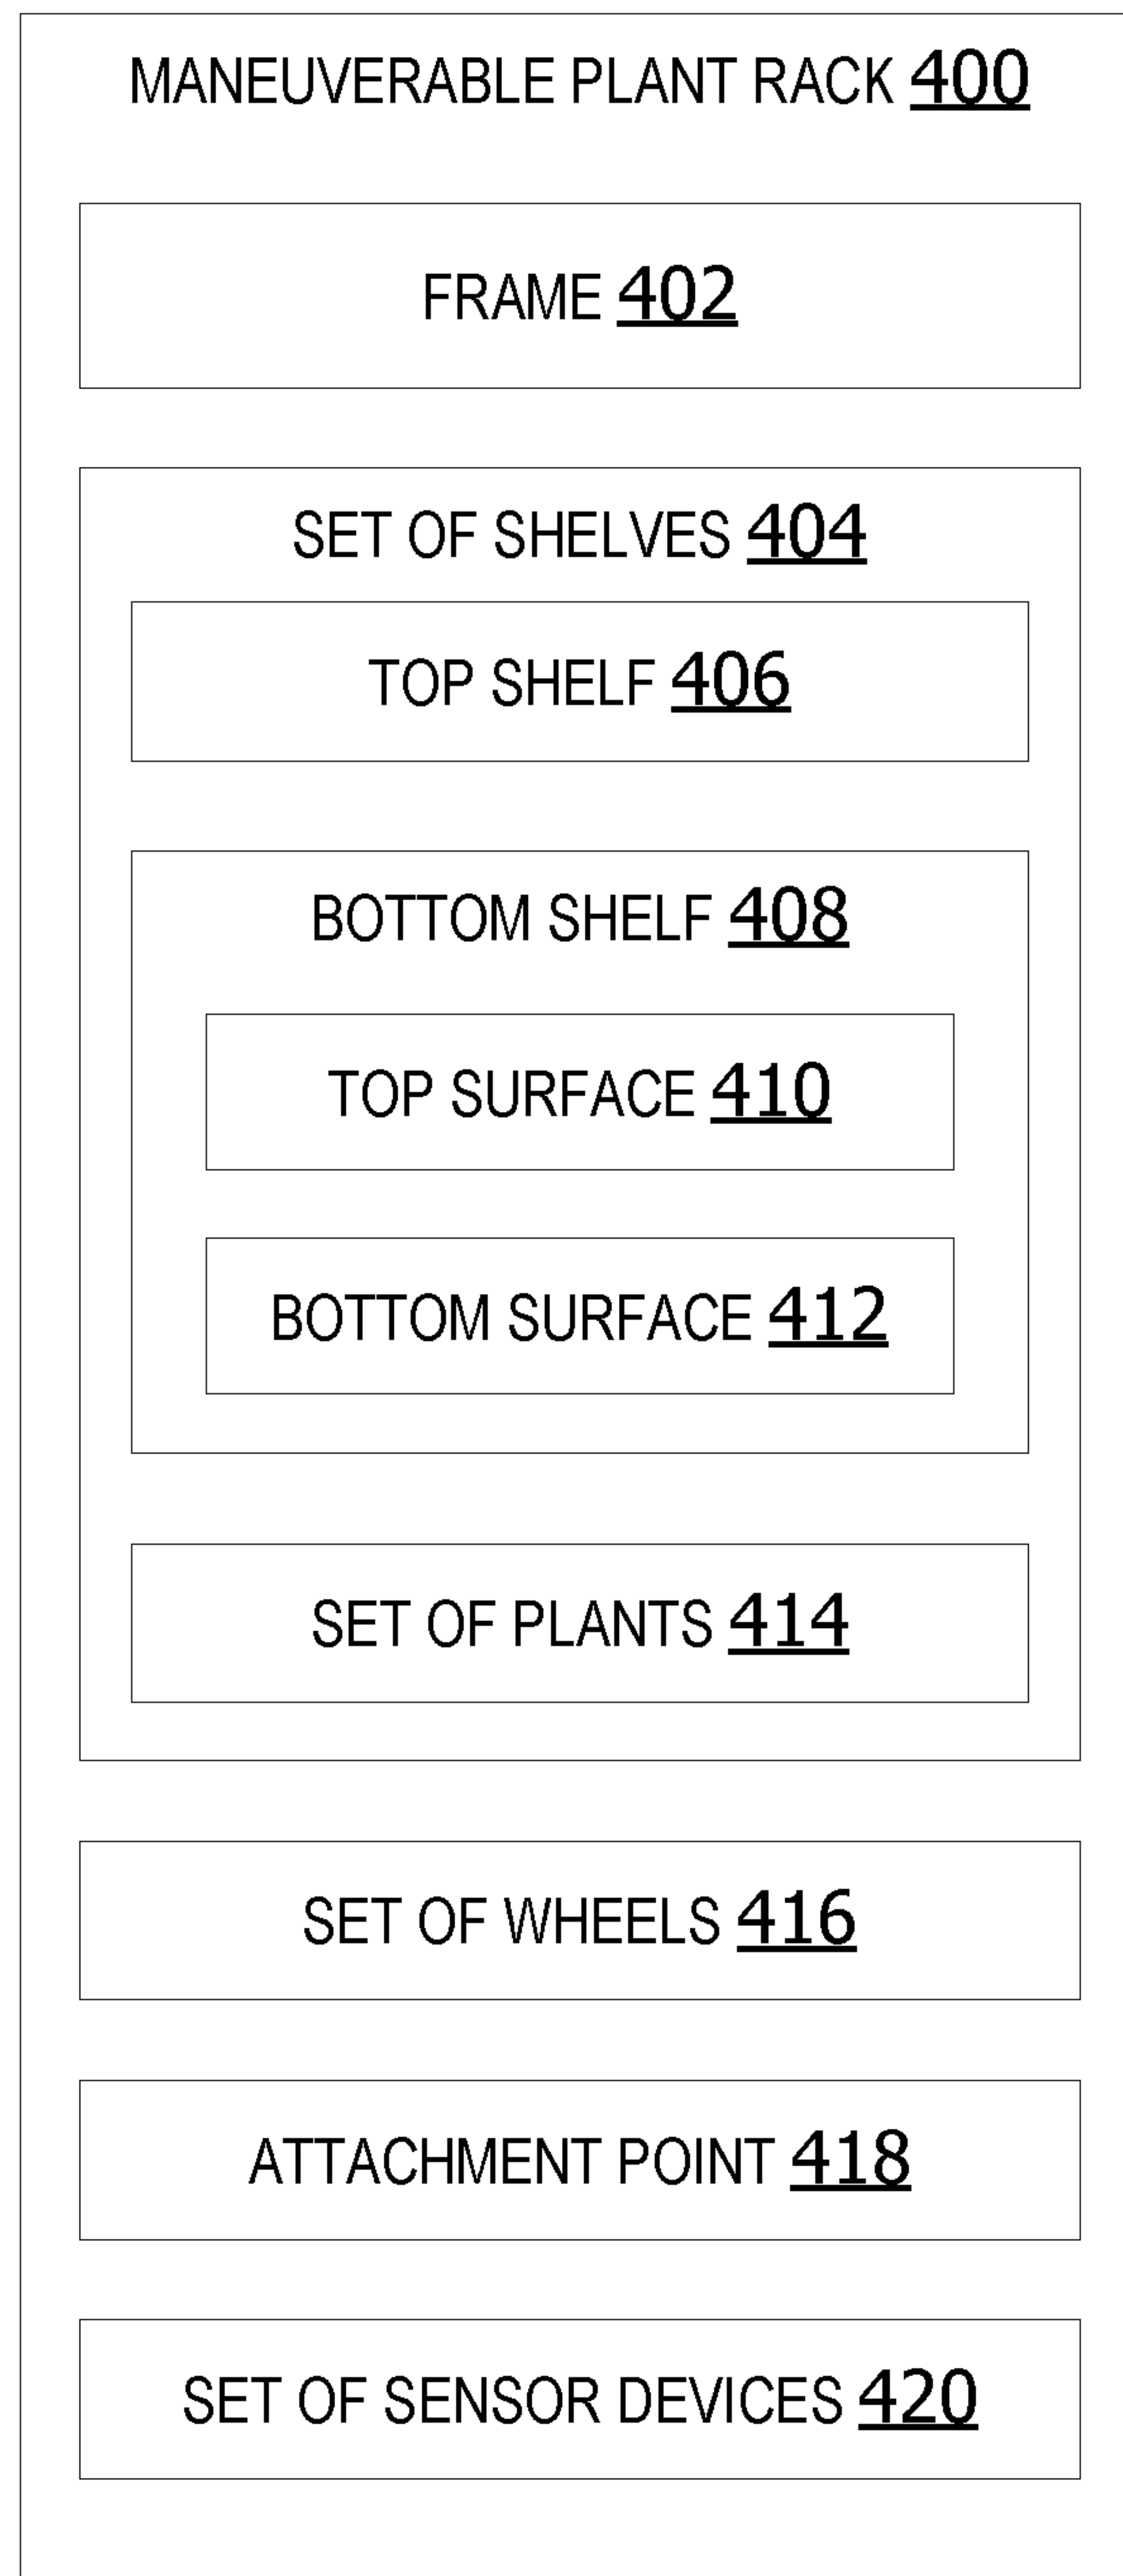 MANEUVERABLE PLANT RACK 400
FRAME 402
SET OF SHELVES 404
TOP SHELF 406
BOTTOM SHELF 408
TOP SURFACE 410
BOTTOM SURFACE 412
SET OF PLANTS 414
SET OF WHEELS 416
ATTACHMENT POINT 418
SET OF SENSOR DEVICES 420